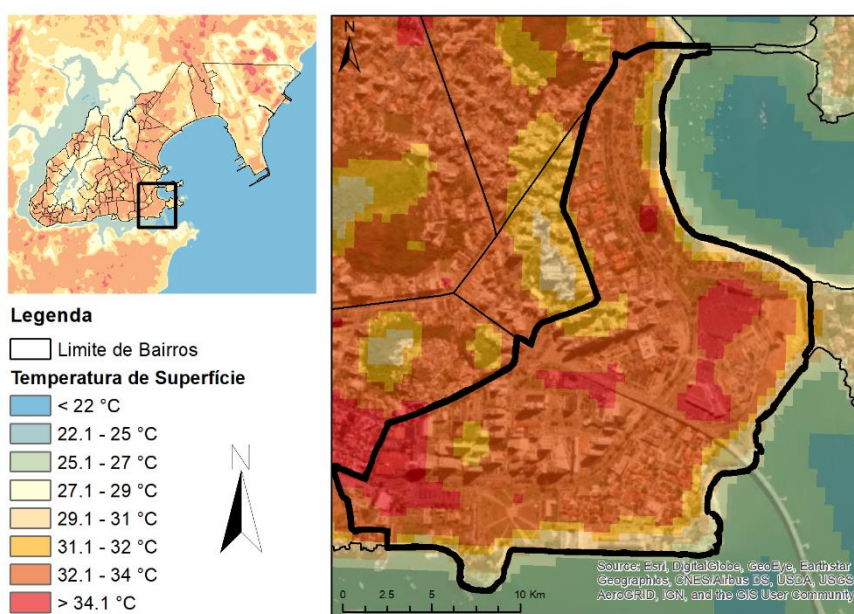 N
Legenda
Limite de Bairros
Temperatura de Superfície
< 22 °C
22.1 - 25 °C
25.1 - 27 °C
27.1 - 29 °C
29.1 - 31 °C
31.1 - 32 °C
32.1 - 34 °C
> 34.1 °C
N
0 2,5 5 10 Km
Source: Esri, DigitalGlobe, GeoEye, Earthstar
Geographics, CNES/Airbus DS, USDA, USGS
AeroGRID, IGN, and the GIS User Community